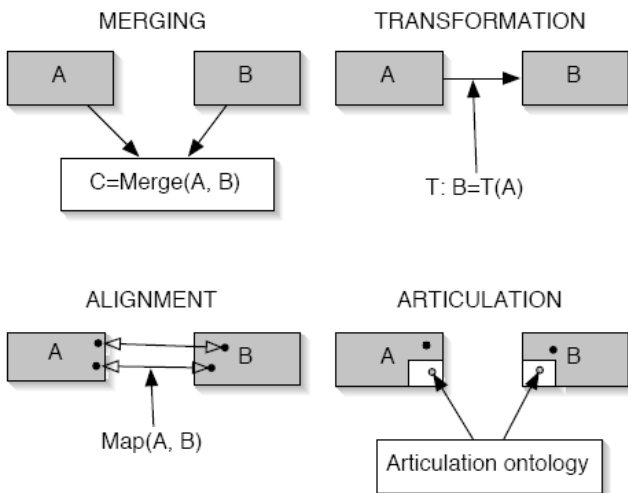 MERGING
A
B
C=Merge(A, B)
TRANSFORMATION
A
B
T: B=T(A)
ALIGNMENT
A
B
Map(A, B)
ARTICULATION
A
B
Articulation ontology